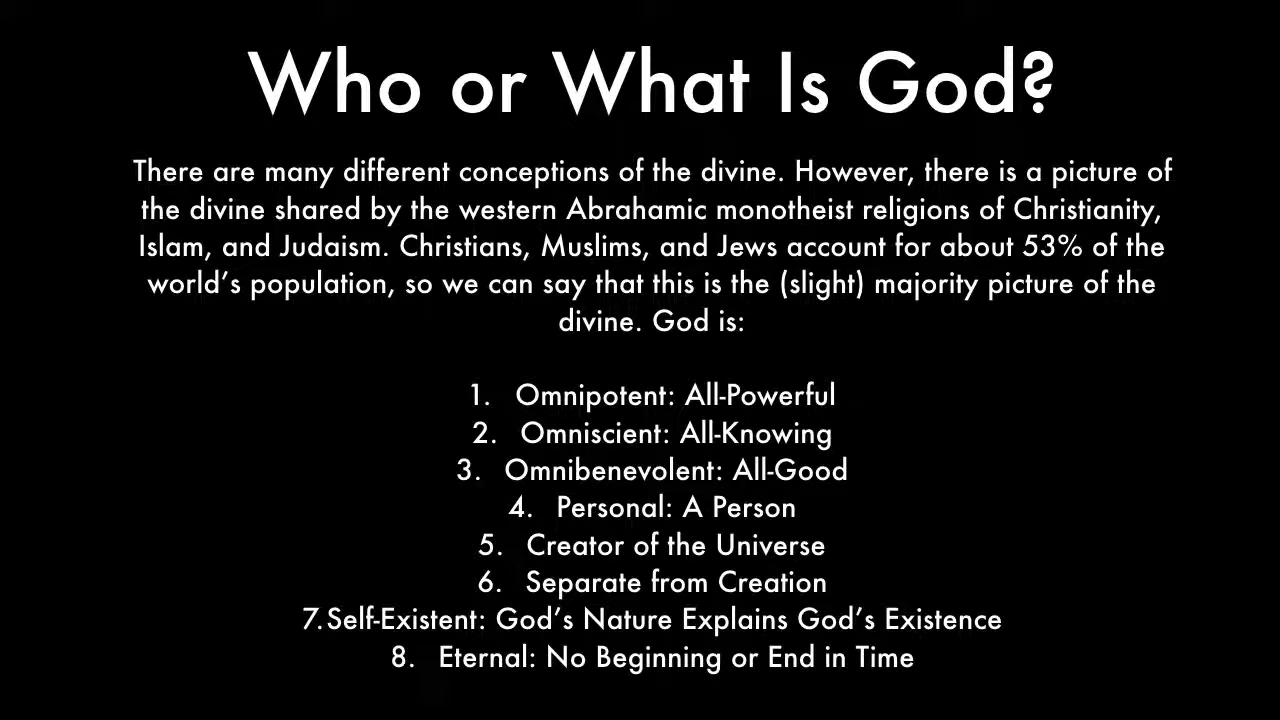 Who or What Is God?
There are many different conceptions of the divine. However, there is a picture of
the divine shared by the western Abrahamic monotheist religions of Christianity,
Islam, and Judaism. Christians, Muslims, and Jews account for about 53% of the
world’s population, so we can say that this is the (slight) majority picture of the
divine. God is:
1. Omnipotent: All-Powerful
2. Omniscient: All-Knowing
3. Omnibenevolent: All-Good
4. Personal: A Person
5. Creator of the Universe
6. Separate from Creation
7. Self-Existent: God’s Nature Explains God’s Existence
8. Eternal: No Beginning or End in Time